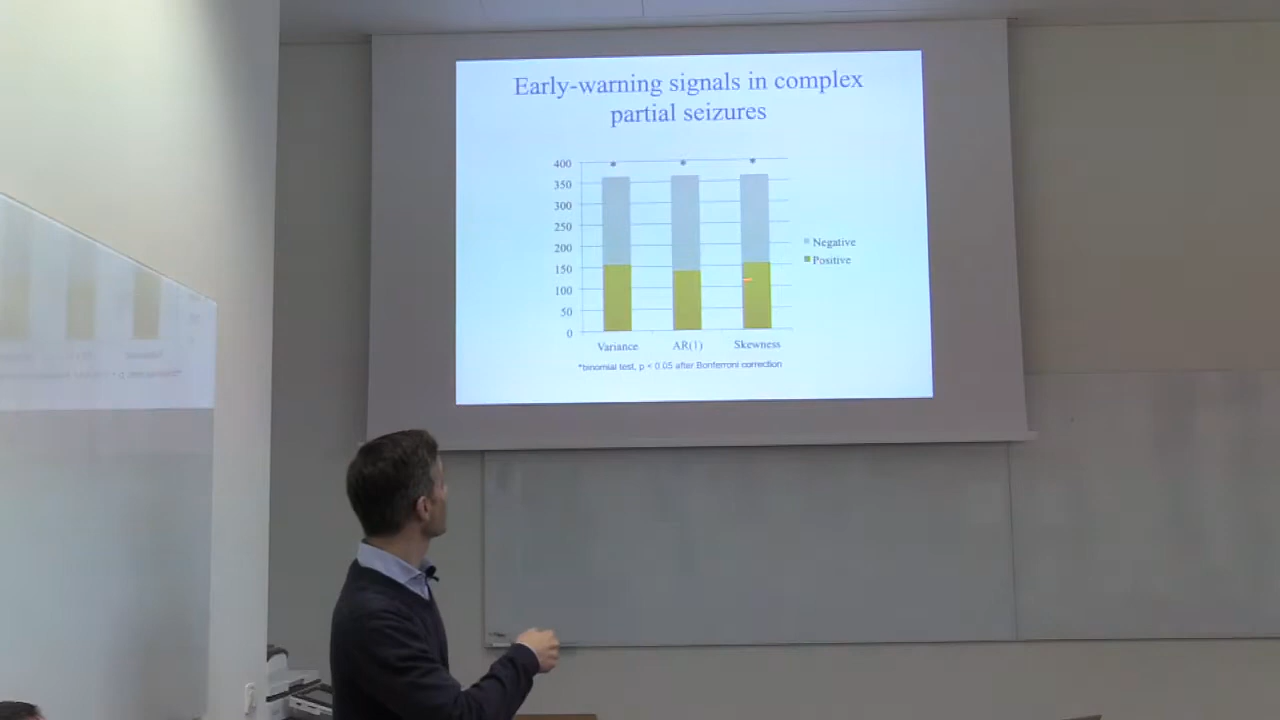 Early-warning signals in complex
partial seizures
400
350
300
250
200
150
100
50
0
Negative
Positive
Variance AR(1) Skewness
*binomial test, p < 0.05 after Bonferroni correction